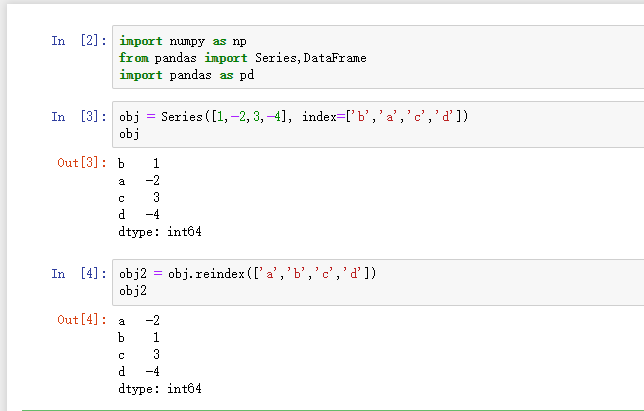 In [2]: import numpy as np
from pandas import Series,DataFrame
import pandas as pd
In [3]: obj = Series([1,-2,3,-4], index=['b','a','c','d'])
obj
Out[3]: b 1
a -2
c 3
d -4
dtype: int64
In [4]: obj2 = obj.reindex(['a','b','c','d'])
obj2
Out[4]: a -2
b 1
c 3
d -4
dtype: int64